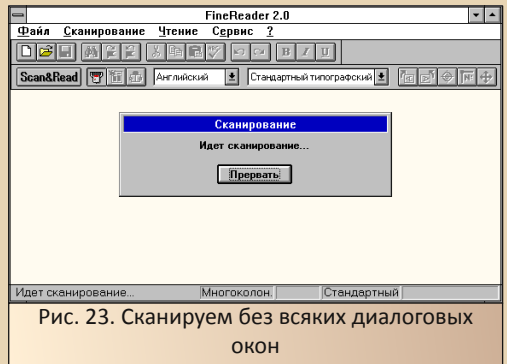 FineReader 2.0
Файл Сканирование Чтение Сервис ?
B I U
Scan&Read Английский Стандартный типографский
Сканирование
Идет сканирование...
Прервать
Идет сканирование... Многоколон. Стандартный
Рис. 23. Сканируем без всяких диалоговых
окон